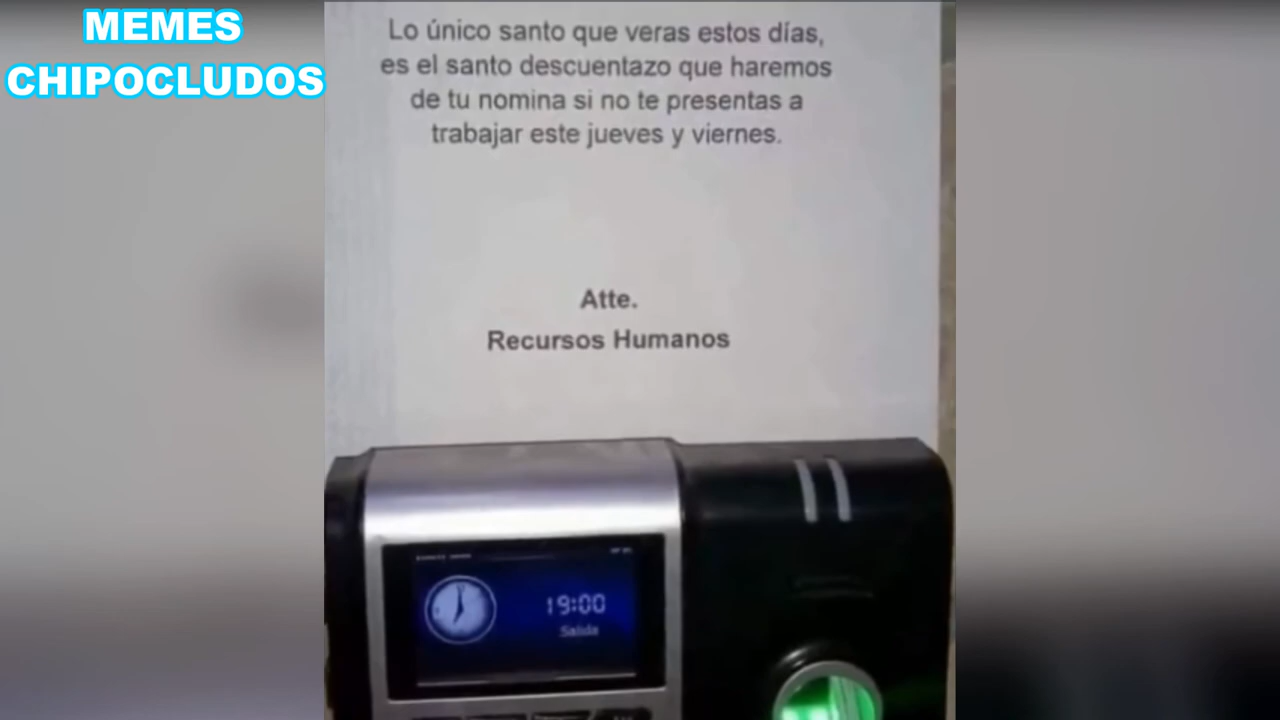 MEMES
CHIPOCLUDOS
Lo único santo que veras estos días,
es el santo descuentazo que haremos
de tu nomina si no te presentas a
trabajar este jueves y viernes.
Atte.
Recursos Humanos
19:00
Salida